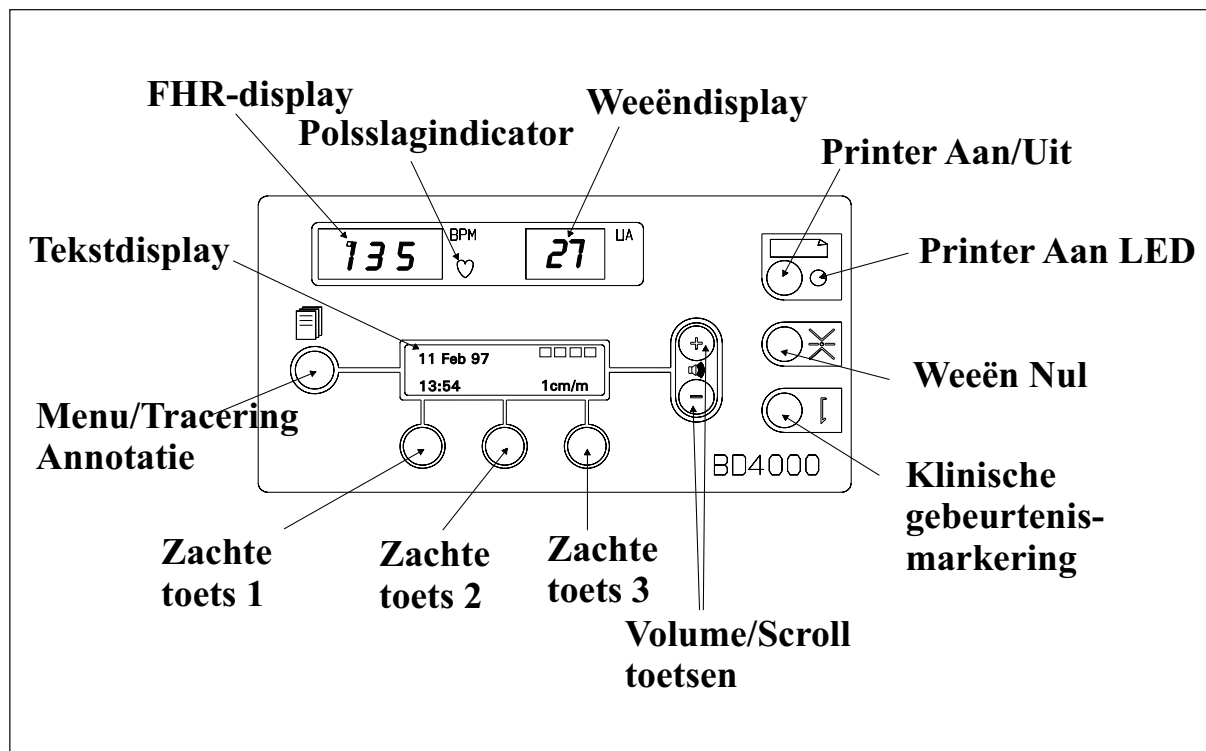 FHR-display
Weeëndisplay
Polsslagindicator
Printer Aan/Uit
Tekstdisplay
135
BPM
27
UA
Printer Aan LED
11 Feb 97
13:54
1cm/m
+
−
Weeën Nul
Menu/Tracering
Annotatie
BD4000
Klinische
gebeurtenis-
markering
Zachte
toets 1
Zachte
toets 2
Zachte
toets 3
Volume/Scroll
toetsen